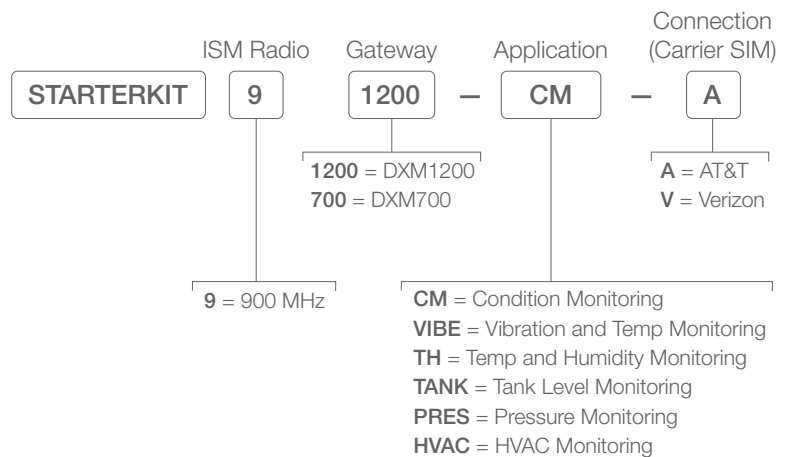 Connection
ISM Radio Gateway Application (Carrier SIM)
STARTERKIT 9 1200 – CM – A
1200 = DXM1200 A = AT&T
700 = DXM700 V = Verizon
9 = 900 MHz CM = Condition Monitoring
VIBE = Vibration and Temp Monitoring
TH = Temp and Humidity Monitoring
TANK = Tank Level Monitoring
PRES = Pressure Monitoring
HVAC = HVAC Monitoring